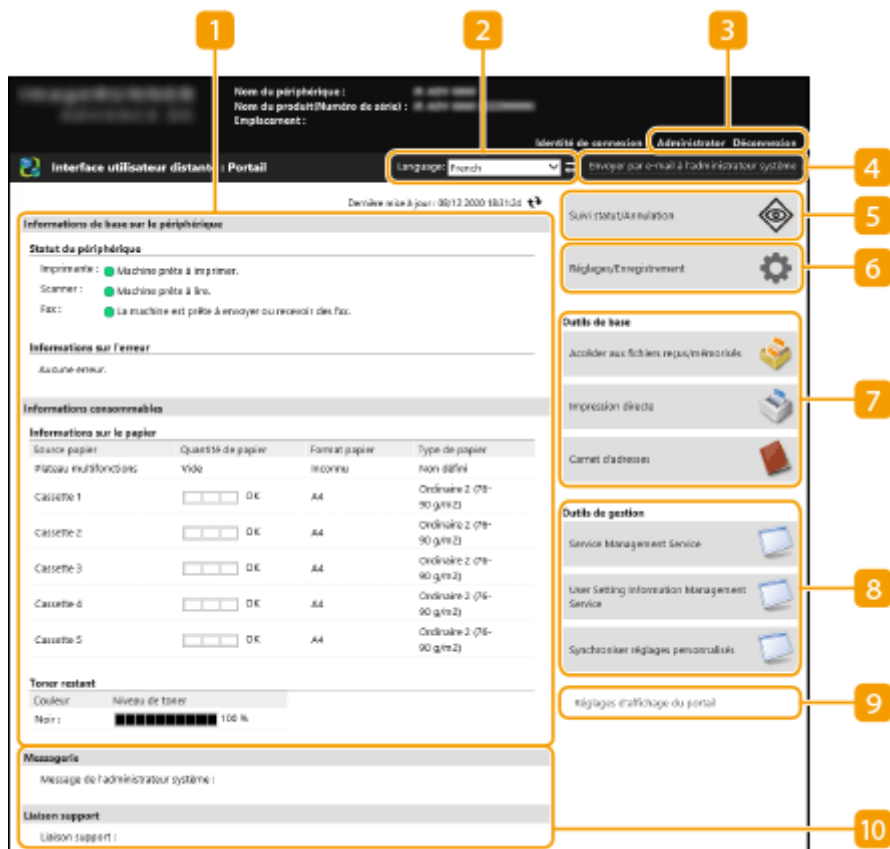 1
2
3
Nom du périphérique :
Nom du produit(Numéro de série) :
Emplacement :
Identité de connexion Administrator Déconnexion
Interface utilisateur distante : Portail
Language: French
Envoyer par e-mail à l'administrateur système
4
Dernière mise à jour : 08/12 2020 18:31:24
Suivi statut/Annulation
5
Informations de base sur le périphérique
Statut du périphérique
Imprimante : Machine prête à imprimer.
Scanner : Machine prête à lire.
Fax : La machine est prête à envoyer ou recevoir des fax.
Réglages/Enregistrement
6
Informations sur l'erreur
Aucune erreur.
Outils de base
Accéder aux fichiers reçus/mémorisés
Impression directe
Carnet d'adresses
7
Informations consommables
Informations sur le papier
Source papier Quantité de papier Format papier Type de papier
Plateau multifonctions Vide Inconnu Non défini
Cassette 1 OK A4 Ordinaire 2 (76-
90 g/m2)
Cassette 2 OK A4 Ordinaire 2 (76-
90 g/m2)
Cassette 3 OK A4 Ordinaire 2 (76-
90 g/m2)
Cassette 4 OK A4 Ordinaire 2 (76-
90 g/m2)
Cassette 5 OK A4 Ordinaire 2 (76-
90 g/m2)
Outils de gestion
Service Management Service
User Setting Information Management
Service
Synchroniser réglages personnalisés
8
Toner restant
Couleur Niveau de toner
Noir : 100 %
Réglages d'affichage du portail
9
Messagerie
Message de l'administrateur système :
Liaison support
Liaison support :
10